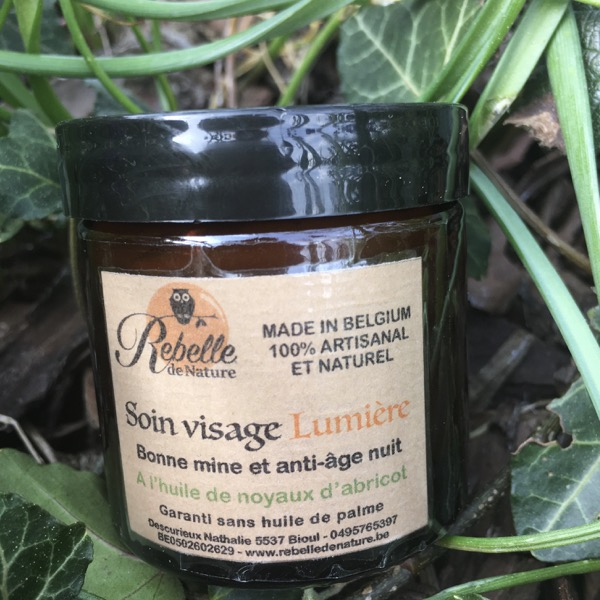 Rebelle
de Nature
MADE IN BELGIUM
100% ARTISANAL
ET NATUREL
Soin visage Lumière
Bonne mine et anti-âge nuit
A l'huile de noyaux d'abricot
Garanti sans huile de palme
Descurieux Nathalie 5537 Bioul - 0495765397
BE0502602629 - www.rebelledenature.be